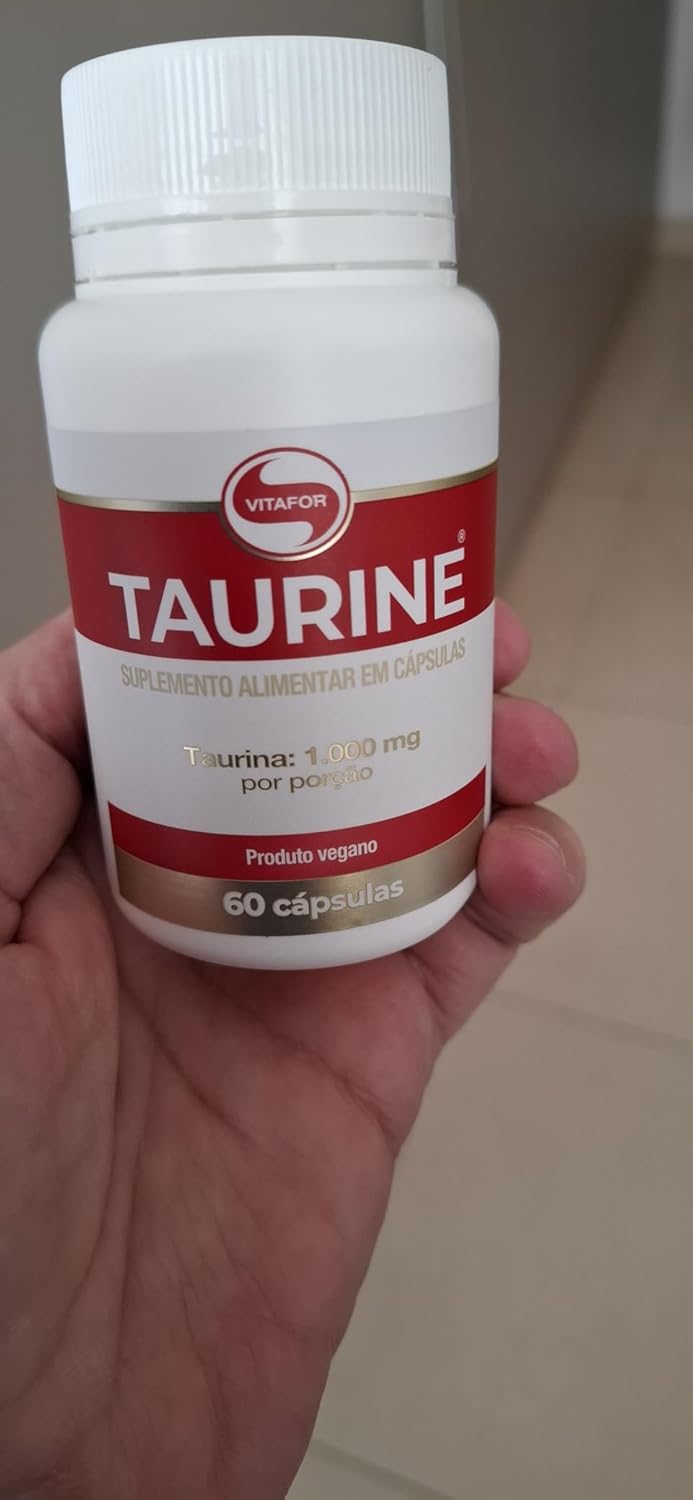 VITAFOR
TAURINE®
SUPLEMENTO ALIMENTAR EM CÁPSULAS
Taurina: 1.000 mg
por porção
Produto vegano
60 cápsulas